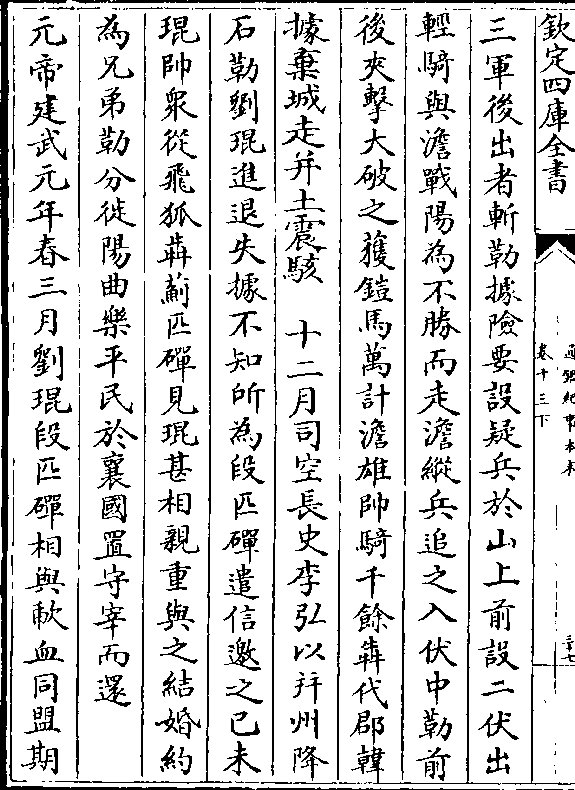 欽定四庫全書
通鑑紀事本末
卷十三下
三十七
三軍後出者斬勒據險要設疑兵於山上前設二伏出
輕騎與澹戰陽為不勝而走澹縱兵追之入伏中勒前
後夾擊大破之獲鎧馬萬計澹雄帥騎千餘犇代郡韓
據棄城走并土震駭　十二月司空長史李弘以并州降
石勒劉琨進退失據不知所為段匹磾遣信邀之已未
琨帥衆從飛狐犇薊匹磾見琨甚相親重與之結婚約
為兄弟勒分徙陽曲樂平民於襄國置守宰而還
元帝建武元年春三月劉琨段匹磾相與歃血同盟期